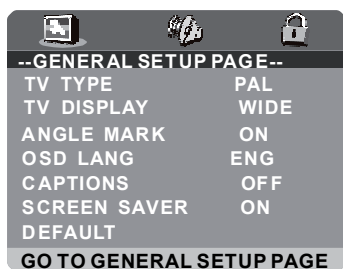 --GENERAL SETUP PAGE--
TV TYPE PAL
TV DISPLAY WIDE
ANGLE MARK ON
OSD LANG ENG
CAPTIONS OFF
SCREEN SAVER ON
DEFAULT
GO TO GENERAL SETUP PAGE